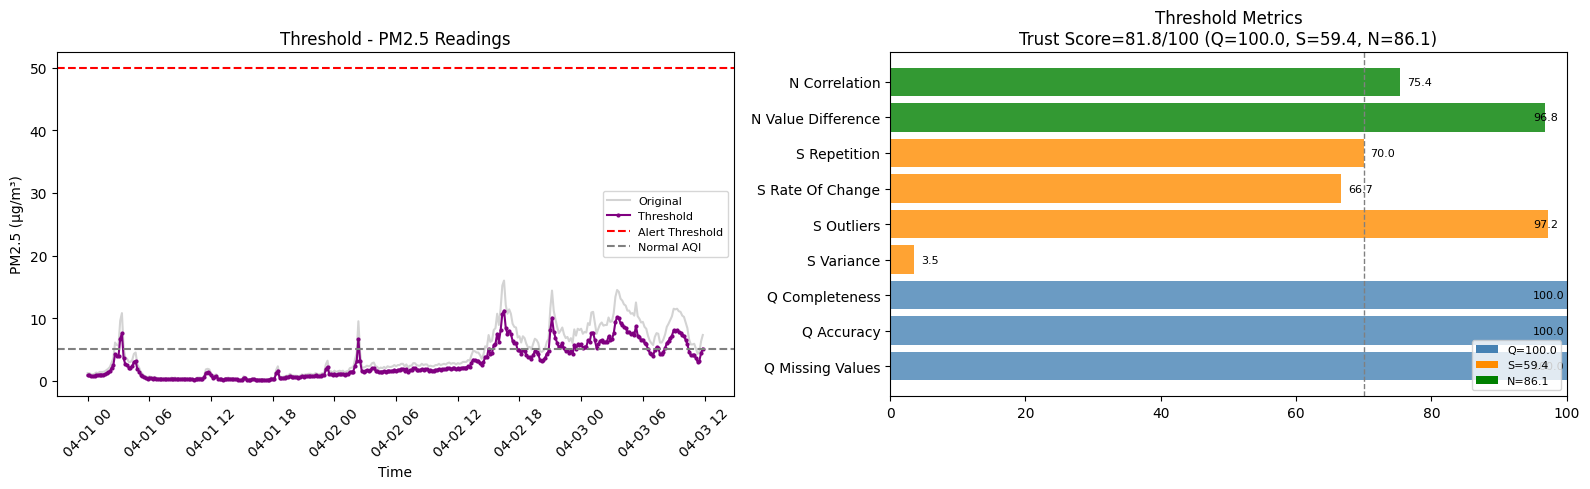 Threshold - PM2.5 Readings
PM2.5 (µg/m³)
50
40
30
20
10
0
Original
Threshold
Alert Threshold
Normal AQI
04-01 00
04-01 06
04-01 12
04-01 18
04-02 00
04-02 06
04-02 12
04-02 18
04-03 00
04-03 06
04-03 12
Time
Threshold Metrics
Trust Score=81.8/100 (Q=100.0, S=59.4, N=86.1)
N Correlation
75.4
N Value Difference
96.8
S Repetition
70.0
S Rate Of Change
66.7
S Outliers
97.2
S Variance
3.5
Q Completeness
100.0
Q Accuracy
100.0
Q Missing Values
Q=100.0
S=59.4
N=86.1
0
20
40
60
80
100